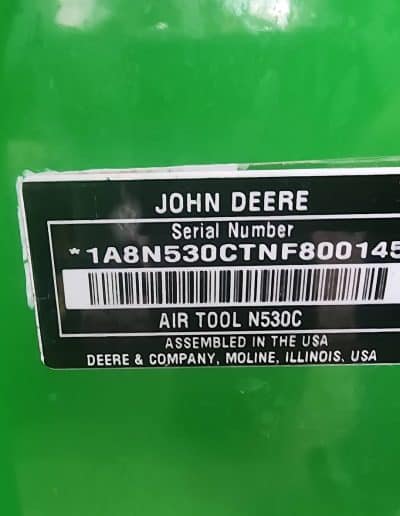 JOHN DEERE
Serial Number
*1A8N530CTNF800145
AIR TOOL N530C
ASSEMBLED IN THE USA
DEERE & COMPANY, MOLINE, ILLINOIS, USA